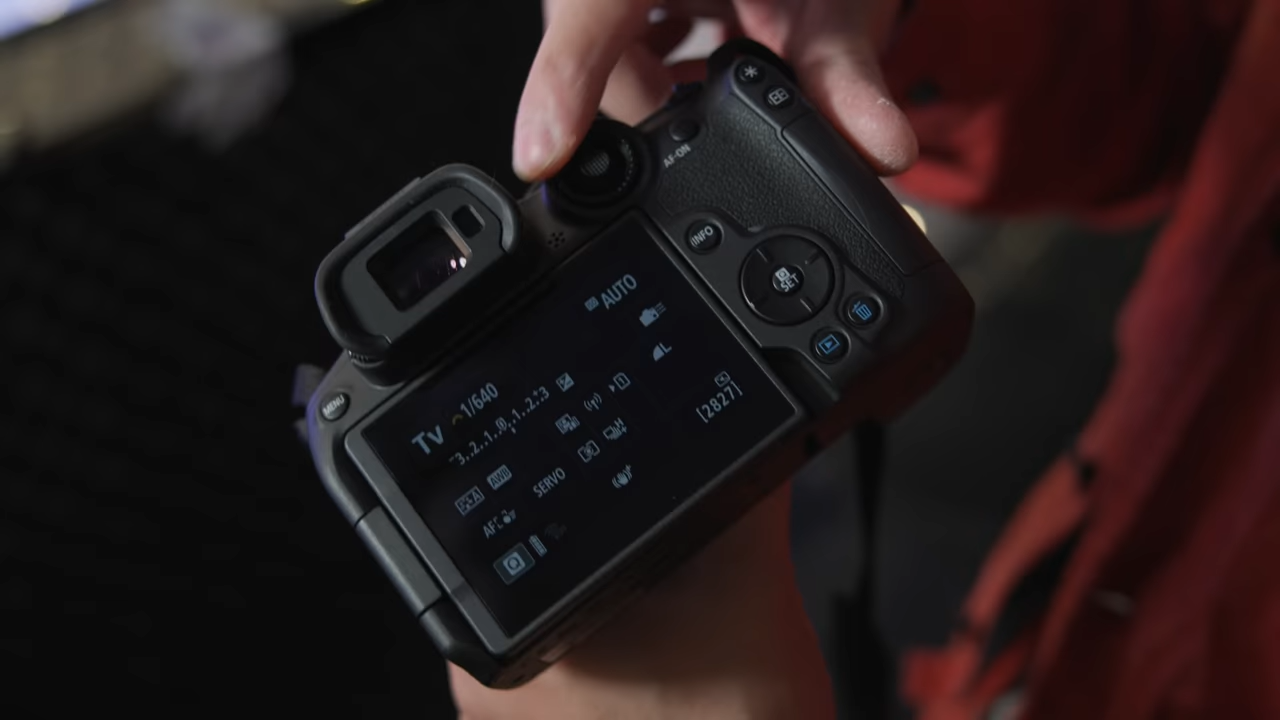 AF-ON
INFO
SET
MENU
AUTO
Tv 1/640
-3..2..1..0..1..2..+3
L
AWB
SERVO
AFC
[2827]